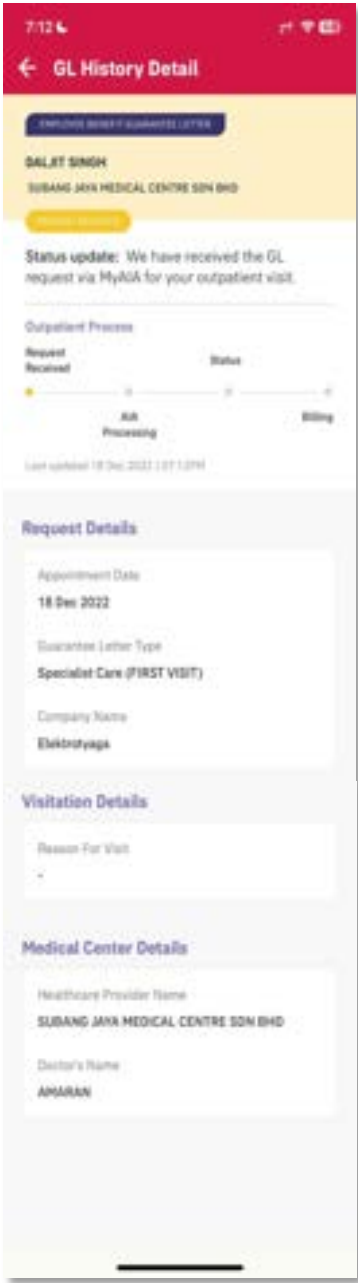 7:12
GL History Detail
EMPLOYEE BENEFIT GUARANTEE LETTER
DALJIT SINGH
SUBANG JAYA MEDICAL CENTRE SDN BHD
Status update: We have received the GL
request via MyAIA for your outpatient visit.
Outpatient Process
Request
Received
Status
AIA
Processing
Billing
Last updated 18 Dec 2022 | 07:12PM
Request Details
Appointment Date
18 Dec 2022
Guarantee Letter Type
Specialist Care (FIRST VISIT)
Company Name
Elektrotyaga
Visitation Details
Reason For Visit
-
Medical Center Details
Healthcare Provider Name
SUBANG JAYA MEDICAL CENTRE SDN BHD
Doctor's Name
AMARAN